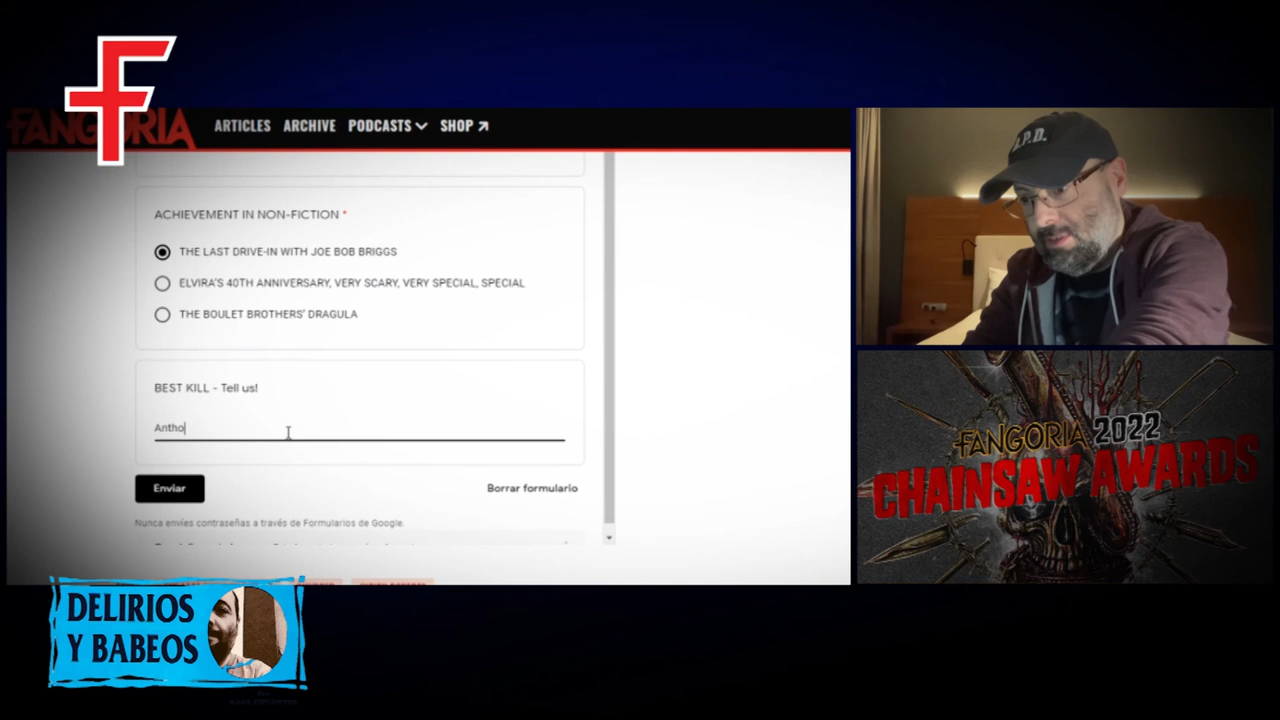 F
FANGORIA
ARTICLES ARCHIVE PODCASTS SHOP
ACHIEVEMENT IN NON-FICTION *
THE LAST DRIVE-IN WITH JOE BOB BRIGGS
ELVIRA'S 40TH ANNIVERSARY, VERY SCARY, VERY SPECIAL, SPECIAL
THE BOULET BROTHERS' DRAGULA
BEST KILL - Tell us!
Antho
Enviar
Borrar formulario
Nunca envíes contraseñas a través de Formularios de Google.
.P.D.
FANGORIA 2022
CHAINSAW AWARDS
DELIRIOS
Y BABEOS